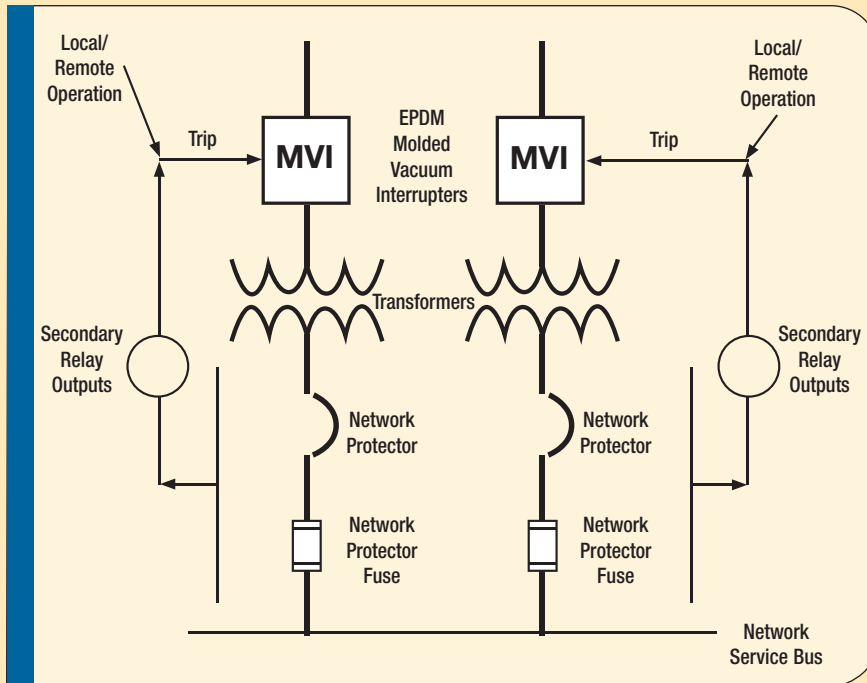 Local/
Remote
Operation
Trip
MVI
EPDM
Molded
Vacuum
Interrupters
MVI
Trip
Local/
Remote
Operation
Transformers
Secondary
Relay
Outputs
Secondary
Relay
Outputs
Network
Protector
Network
Protector
Network
Protector
Fuse
Network
Protector
Fuse
Network
Service Bus